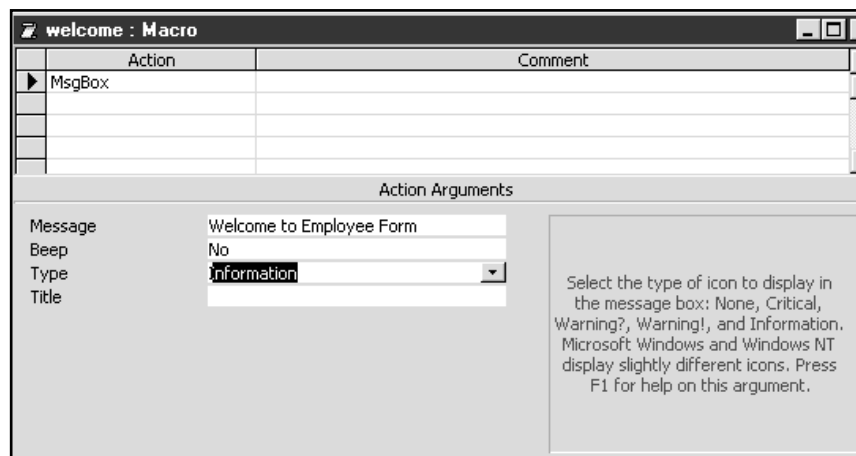 welcome : Macro
Action Comment
MsgBox
Action Arguments
Message Welcome to Employee Form
Beep No
Type Information
Title
Select the type of icon to display in
the message box: None, Critical,
Warning?, Warning!, and Information.
Microsoft Windows and Windows NT
display slightly different icons. Press
F1 for help on this argument.